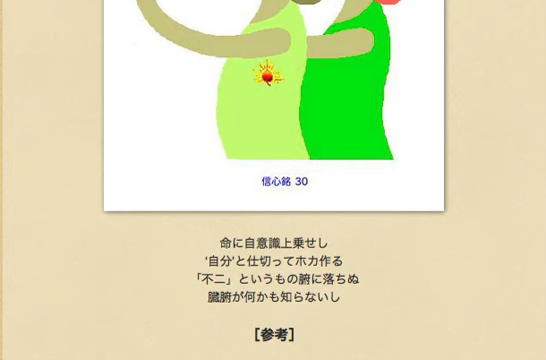 信心銘 30
命に自意識上乗せし
‘自分’と仕切ってホカ作る
「不二」というもの腑に落ちぬ
臓腑が何かも知らないし
［参考］